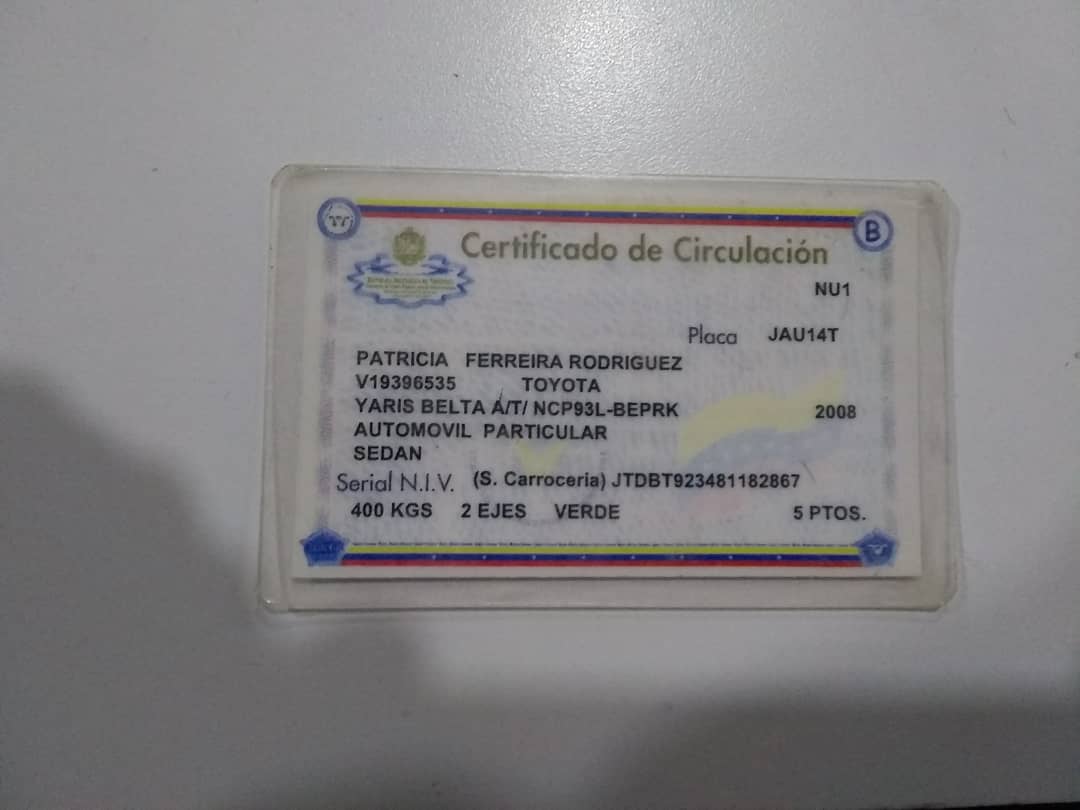 B
Certificado de Circulación
NU1
Placa JAU14T
PATRICIA FERREIRA RODRIGUEZ
V19396535 TOYOTA
YARIS BELTA A/T/ NCP93L-BEPRK 2008
AUTOMOVIL PARTICULAR
SEDAN
Serial N.I.V. (S. Carroceria) JTDBT923481182867
400 KGS 2 EJES VERDE 5 PTOS.